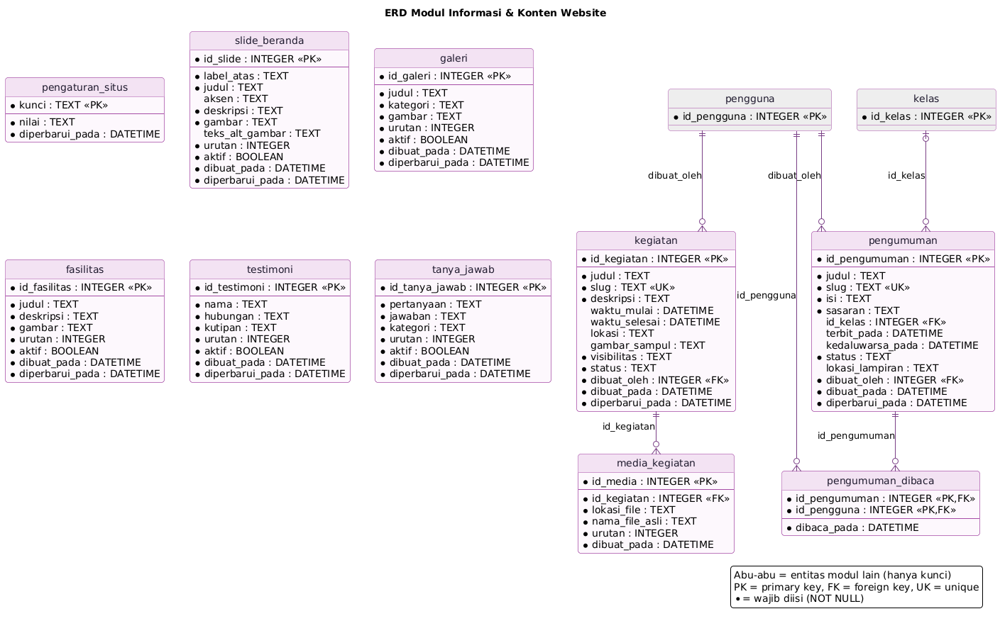 ERD Modul Informasi & Konten Website
pengaturan_situs
• kunci : TEXT «PK»
• nilai : TEXT
• diperbarui_pada : DATETIME
slide_beranda
• id_slide : INTEGER «PK»
• label_atas : TEXT
• judul : TEXT
aksen : TEXT
• deskripsi : TEXT
• gambar : TEXT
teks_alt_gambar : TEXT
• urutan : INTEGER
• aktif : BOOLEAN
• dibuat_pada : DATETIME
• diperbarui_pada : DATETIME
galeri
• id_galeri : INTEGER «PK»
• judul : TEXT
• kategori : TEXT
• gambar : TEXT
• urutan : INTEGER
• aktif : BOOLEAN
• dibuat_pada : DATETIME
• diperbarui_pada : DATETIME
pengguna
• id_pengguna : INTEGER «PK»
kelas
• id_kelas : INTEGER «PK»
dibuat_oleh
dibuat_oleh
id_kelas
fasilitas
• id_fasilitas : INTEGER «PK»
• judul : TEXT
• deskripsi : TEXT
• gambar : TEXT
• urutan : INTEGER
• aktif : BOOLEAN
• dibuat_pada : DATETIME
• diperbarui_pada : DATETIME
testimoni
• id_testimoni : INTEGER «PK»
• nama : TEXT
• hubungan : TEXT
• kutipan : TEXT
• urutan : INTEGER
• aktif : BOOLEAN
• dibuat_pada : DATETIME
• diperbarui_pada : DATETIME
tanya_jawab
• id_tanya_jawab : INTEGER «PK»
• pertanyaan : TEXT
• jawaban : TEXT
• kategori : TEXT
• urutan : INTEGER
• aktif : BOOLEAN
• dibuat_pada : DATETIME
• diperbarui_pada : DATETIME
kegiatan
• id_kegiatan : INTEGER «PK»
• judul : TEXT
• slug : TEXT «UK»
• deskripsi : TEXT
waktu_mulai : DATETIME
waktu_selesai : DATETIME
lokasi : TEXT
gambar_sampul : TEXT
• visibilitas : TEXT
• status : TEXT
• dibuat_oleh : INTEGER «FK»
• dibuat_pada : DATETIME
• diperbarui_pada : DATETIME
id_pengguna
pengumuman
• id_pengumuman : INTEGER «PK»
• judul : TEXT
• slug : TEXT «UK»
• isi : TEXT
• sasaran : TEXT
id_kelas : INTEGER «FK»
terbit_pada : DATETIME
kedaluwarsa_pada : DATETIME
• status : TEXT
lokasi_lampiran : TEXT
• dibuat_oleh : INTEGER «FK»
• dibuat_pada : DATETIME
• diperbarui_pada : DATETIME
id_kegiatan
id_pengumuman
media_kegiatan
• id_media : INTEGER «PK»
• id_kegiatan : INTEGER «FK»
• lokasi_file : TEXT
• nama_file_asli : TEXT
• urutan : INTEGER
• dibuat_pada : DATETIME
pengumuman_dibaca
• id_pengumuman : INTEGER «PK,FK»
• id_pengguna : INTEGER «PK,FK»
• dibaca_pada : DATETIME
Abu-abu = entitas modul lain (hanya kunci)
PK = primary key, FK = foreign key, UK = unique
• = wajib diisi (NOT NULL)